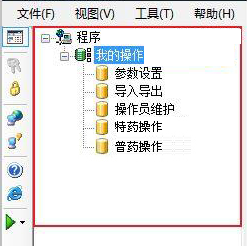 文件(F) 视图(V) 工具(T) 帮助(H)
程序
我的操作
参数设置
导入导出
操作员维护
特药操作
普药操作